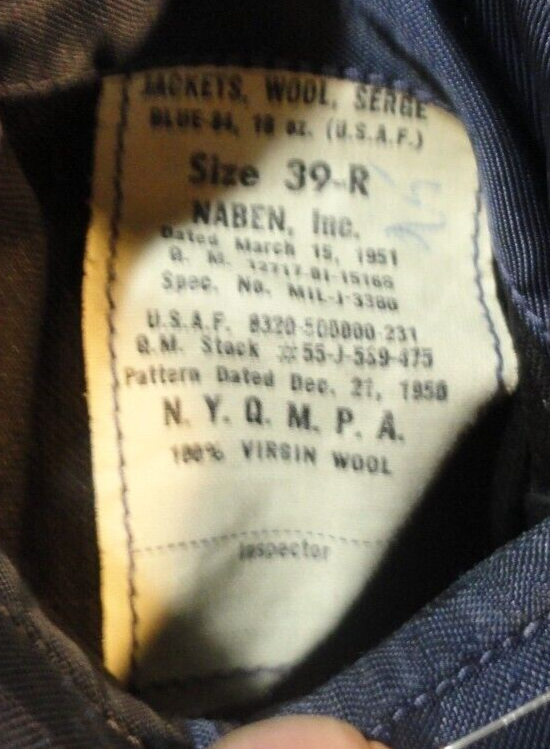 JACKETS, WOOL, SERGE
BLUE-84, 18 oz. (U.S.A.F.)
Size 39-R
NABEN, Inc.
Dated March 15, 1951
Q. M.
Spec. No. MIL-J-3380
U.S.A.F. 8320-500000-231
Q.M. Stock #55-J-559-475
Pattern Dated Dec. 27, 1950
N. Y. Q. M. P. A.
100% VIRGIN WOOL
Inspector